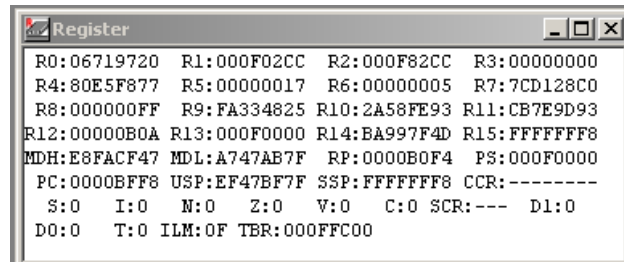 Register
R0:06719720 R1:000F02CC R2:000F82CC R3:00000000
R4:80E5F877 R5:00000017 R6:00000005 R7:7CD128C0
R8:000000FF R9:FA334825 R10:2A58FE93 R11:CB7E9D93
R12:00000B0A R13:000F0000 R14:BA997F4D R15:FFFFFFF8
MDH:E8FACF47 MDL:A747AB7F RP:0000B0F4 PS:000F0000
PC:0000BFF8 USP:EF47BF7F SSP:FFFFFFF8 CCR:--------
S:0 I:0 N:0 Z:0 V:0 C:0 SCR:--- D1:0
D0:0 T:0 ILM:0F TBR:000FFC00